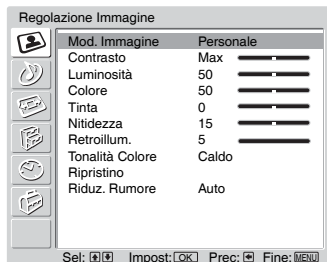 Regolazione Immagine
Mod. Immagine Personale
Contrasto Max
Luminosità 50
Colore 50
Tinta 0
Nitidezza 15
Retroillum. 5
Tonalità Colore Caldo
Ripristino
Riduz. Rumore Auto
Sel: Impost: OK Prec: Fine: MENU